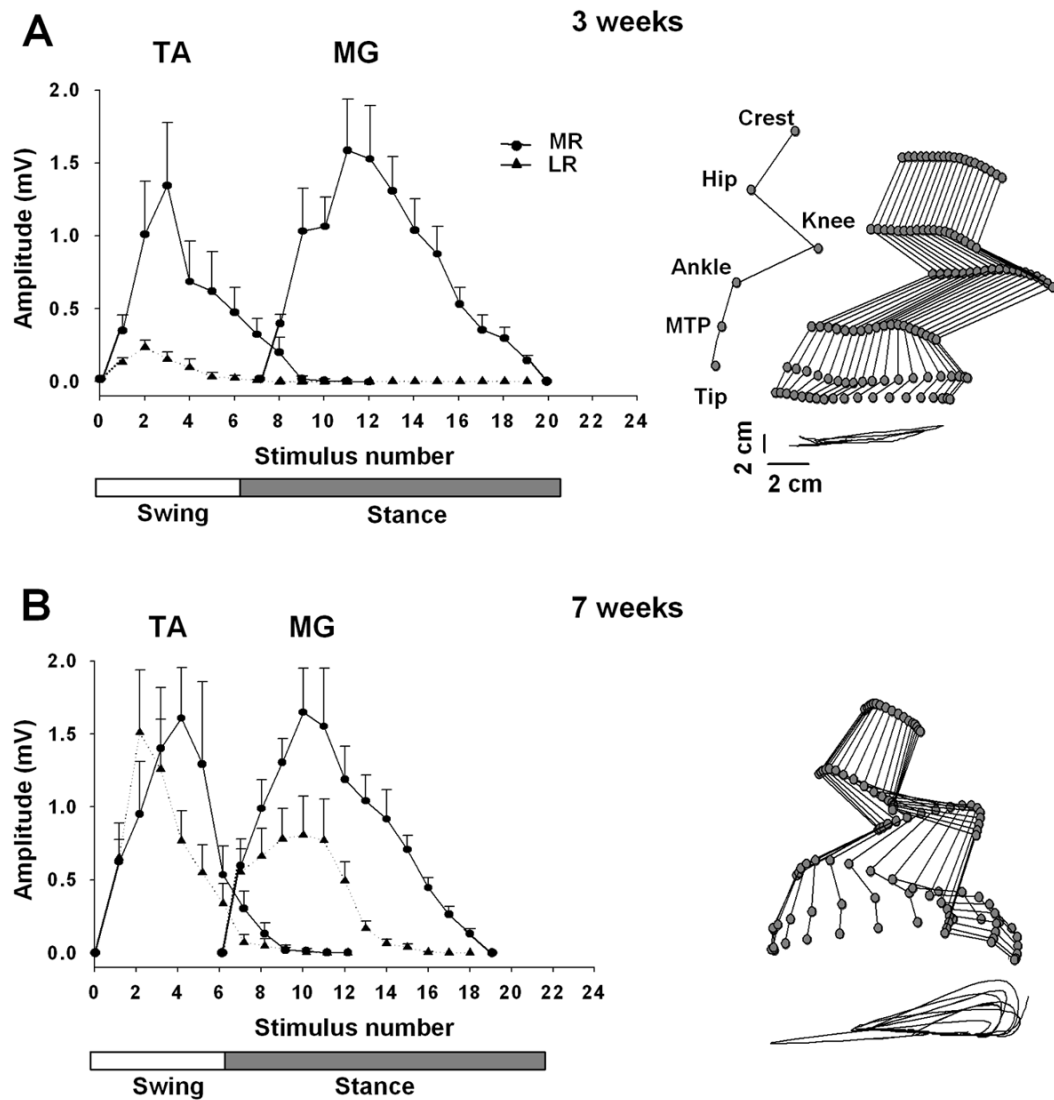 A
3 weeks
TA
MG
MR
LR
2.0
1.5
1.0
0.5
0.0
Amplitude (mV)
0 2 4 6 8 10 12 14 16 18 20 22 24
Stimulus number
Swing
Stance
Crest
Hip
Knee
Ankle
MTP
Tip
2 cm
2 cm
B
7 weeks
TA
MG
2.0
1.5
1.0
0.5
0.0
Amplitude (mV)
0 2 4 6 8 10 12 14 16 18 20 22 24
Stimulus number
Swing
Stance